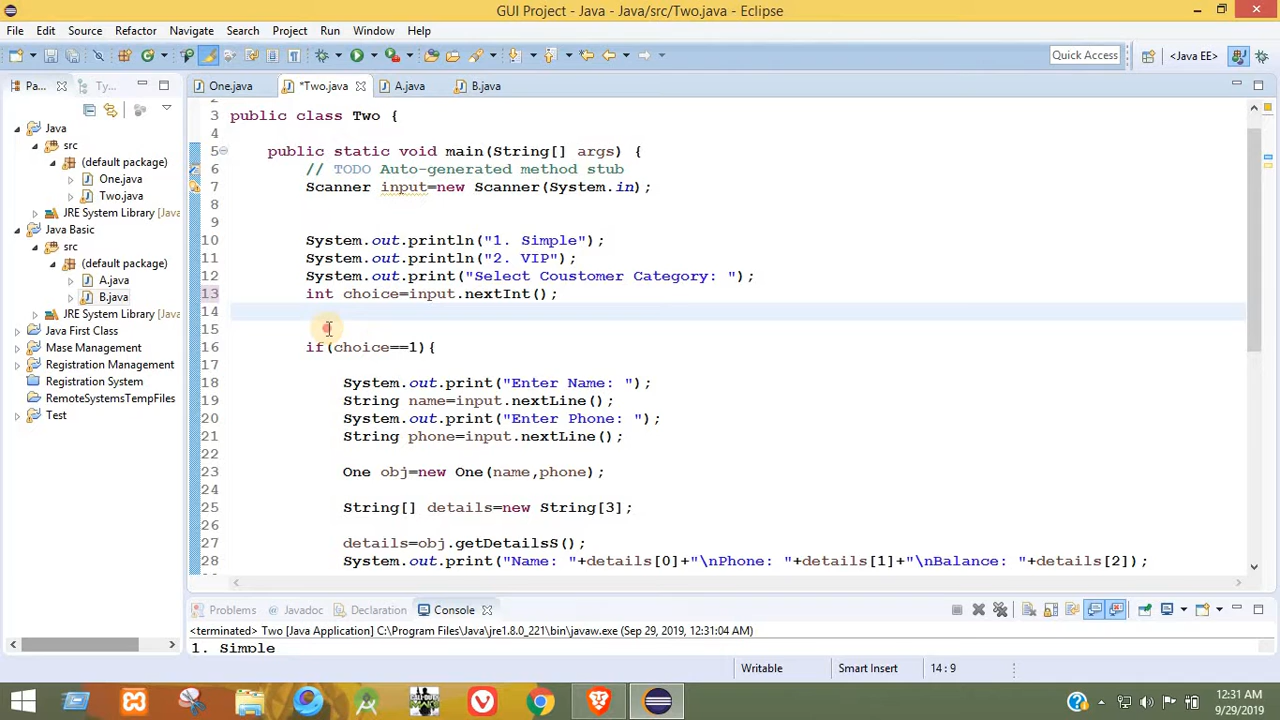 GUI Project - Java - Java/src/Two.java - Eclipse
File Edit Source Refactor Navigate Search Project Run Window Help
Quick Access <Java EE>
Pa... Ty... One.java *Two.java A.java B.java
Java
src
(default package)
One.java
Two.java
JRE System Library [Java
Java Basic
src
(default package)
A.java
B.java
JRE System Library [Java
Java First Class
Mase Management
Registration Management
Registration System
RemoteSystemsTempFiles
Test
2
3 public class Two {
4
5 public static void main(String[] args) {
6 // TODO Auto-generated method stub
7 Scanner input=new Scanner(System.in);
8
9
10 System.out.println("1. Simple");
11 System.out.println("2. VIP");
12 System.out.print("Select Coustomer Category: ");
13 int choice=input.nextInt();
14
15
16 if(choice==1){
17
18 System.out.print("Enter Name: ");
19 String name=input.nextLine();
20 System.out.print("Enter Phone: ");
21 String phone=input.nextLine();
22
23 One obj=new One(name,phone);
24
25 String[] details=new String[3];
26
27 details=obj.getDetailsS();
28 System.out.print("Name: "+details[0]+"\nPhone: "+details[1]+"\nBalance: "+details[2]);
Problems Javadoc Declaration Console
<terminated> Two [Java Application] C:\Program Files\Java\jre1.8.0_221\bin\javaw.exe (Sep 29, 2019, 12:31:04 AM)
1. Simple
Writable Smart Insert 14 : 9
12:31 AM
9/29/2019